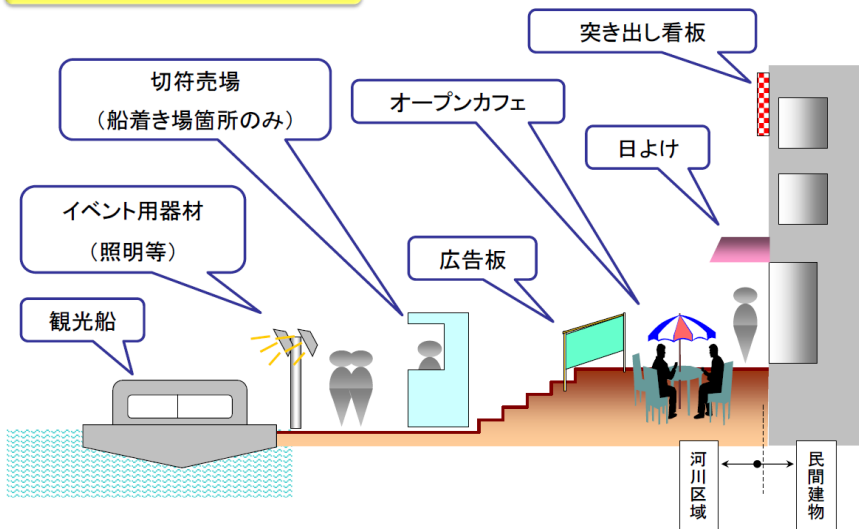 突き出し看板
切符売場
（船着き場箇所のみ）
オープンカフェ
日よけ
イベント用器材
（照明等）
広告板
観光船
河川区域
民間建物